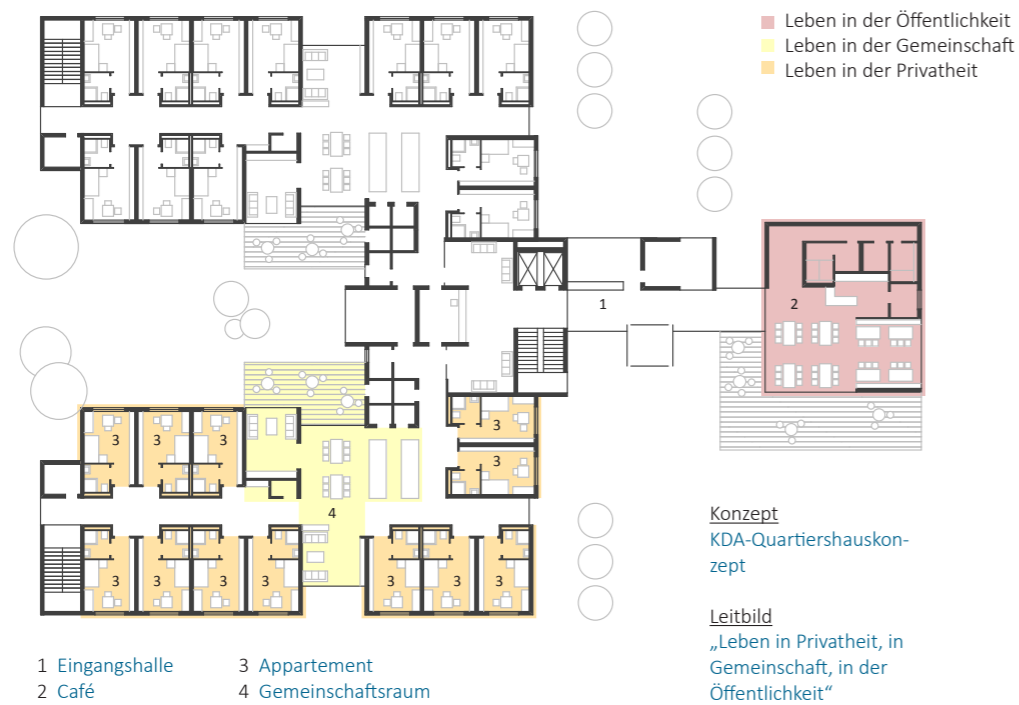 Leben in der Öffentlichkeit
Leben in der Gemeinschaft
Leben in der Privatheit
1
2
3
3
3
3
3
4
3
3
3
3
3
3
3
Konzept
KDA-Quartiershauskon-
zept
Leitbild
„Leben in Privatheit, in
Gemeinschaft, in der
Öffentlichkeit“
1 Eingangshalle
2 Café
3 Appartement
4 Gemeinschaftsraum